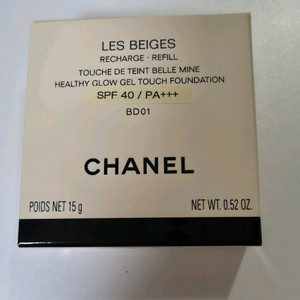 LES BEIGES
RECHARGE - REFILL
TOUCHE DE TEINT BELLE MINE
HEALTHY GLOW GEL TOUCH FOUNDATION
SPF 40 / PA+++
BD01
CHANEL
POIDS NET 15 g
NET WT. 0.52 OZ.